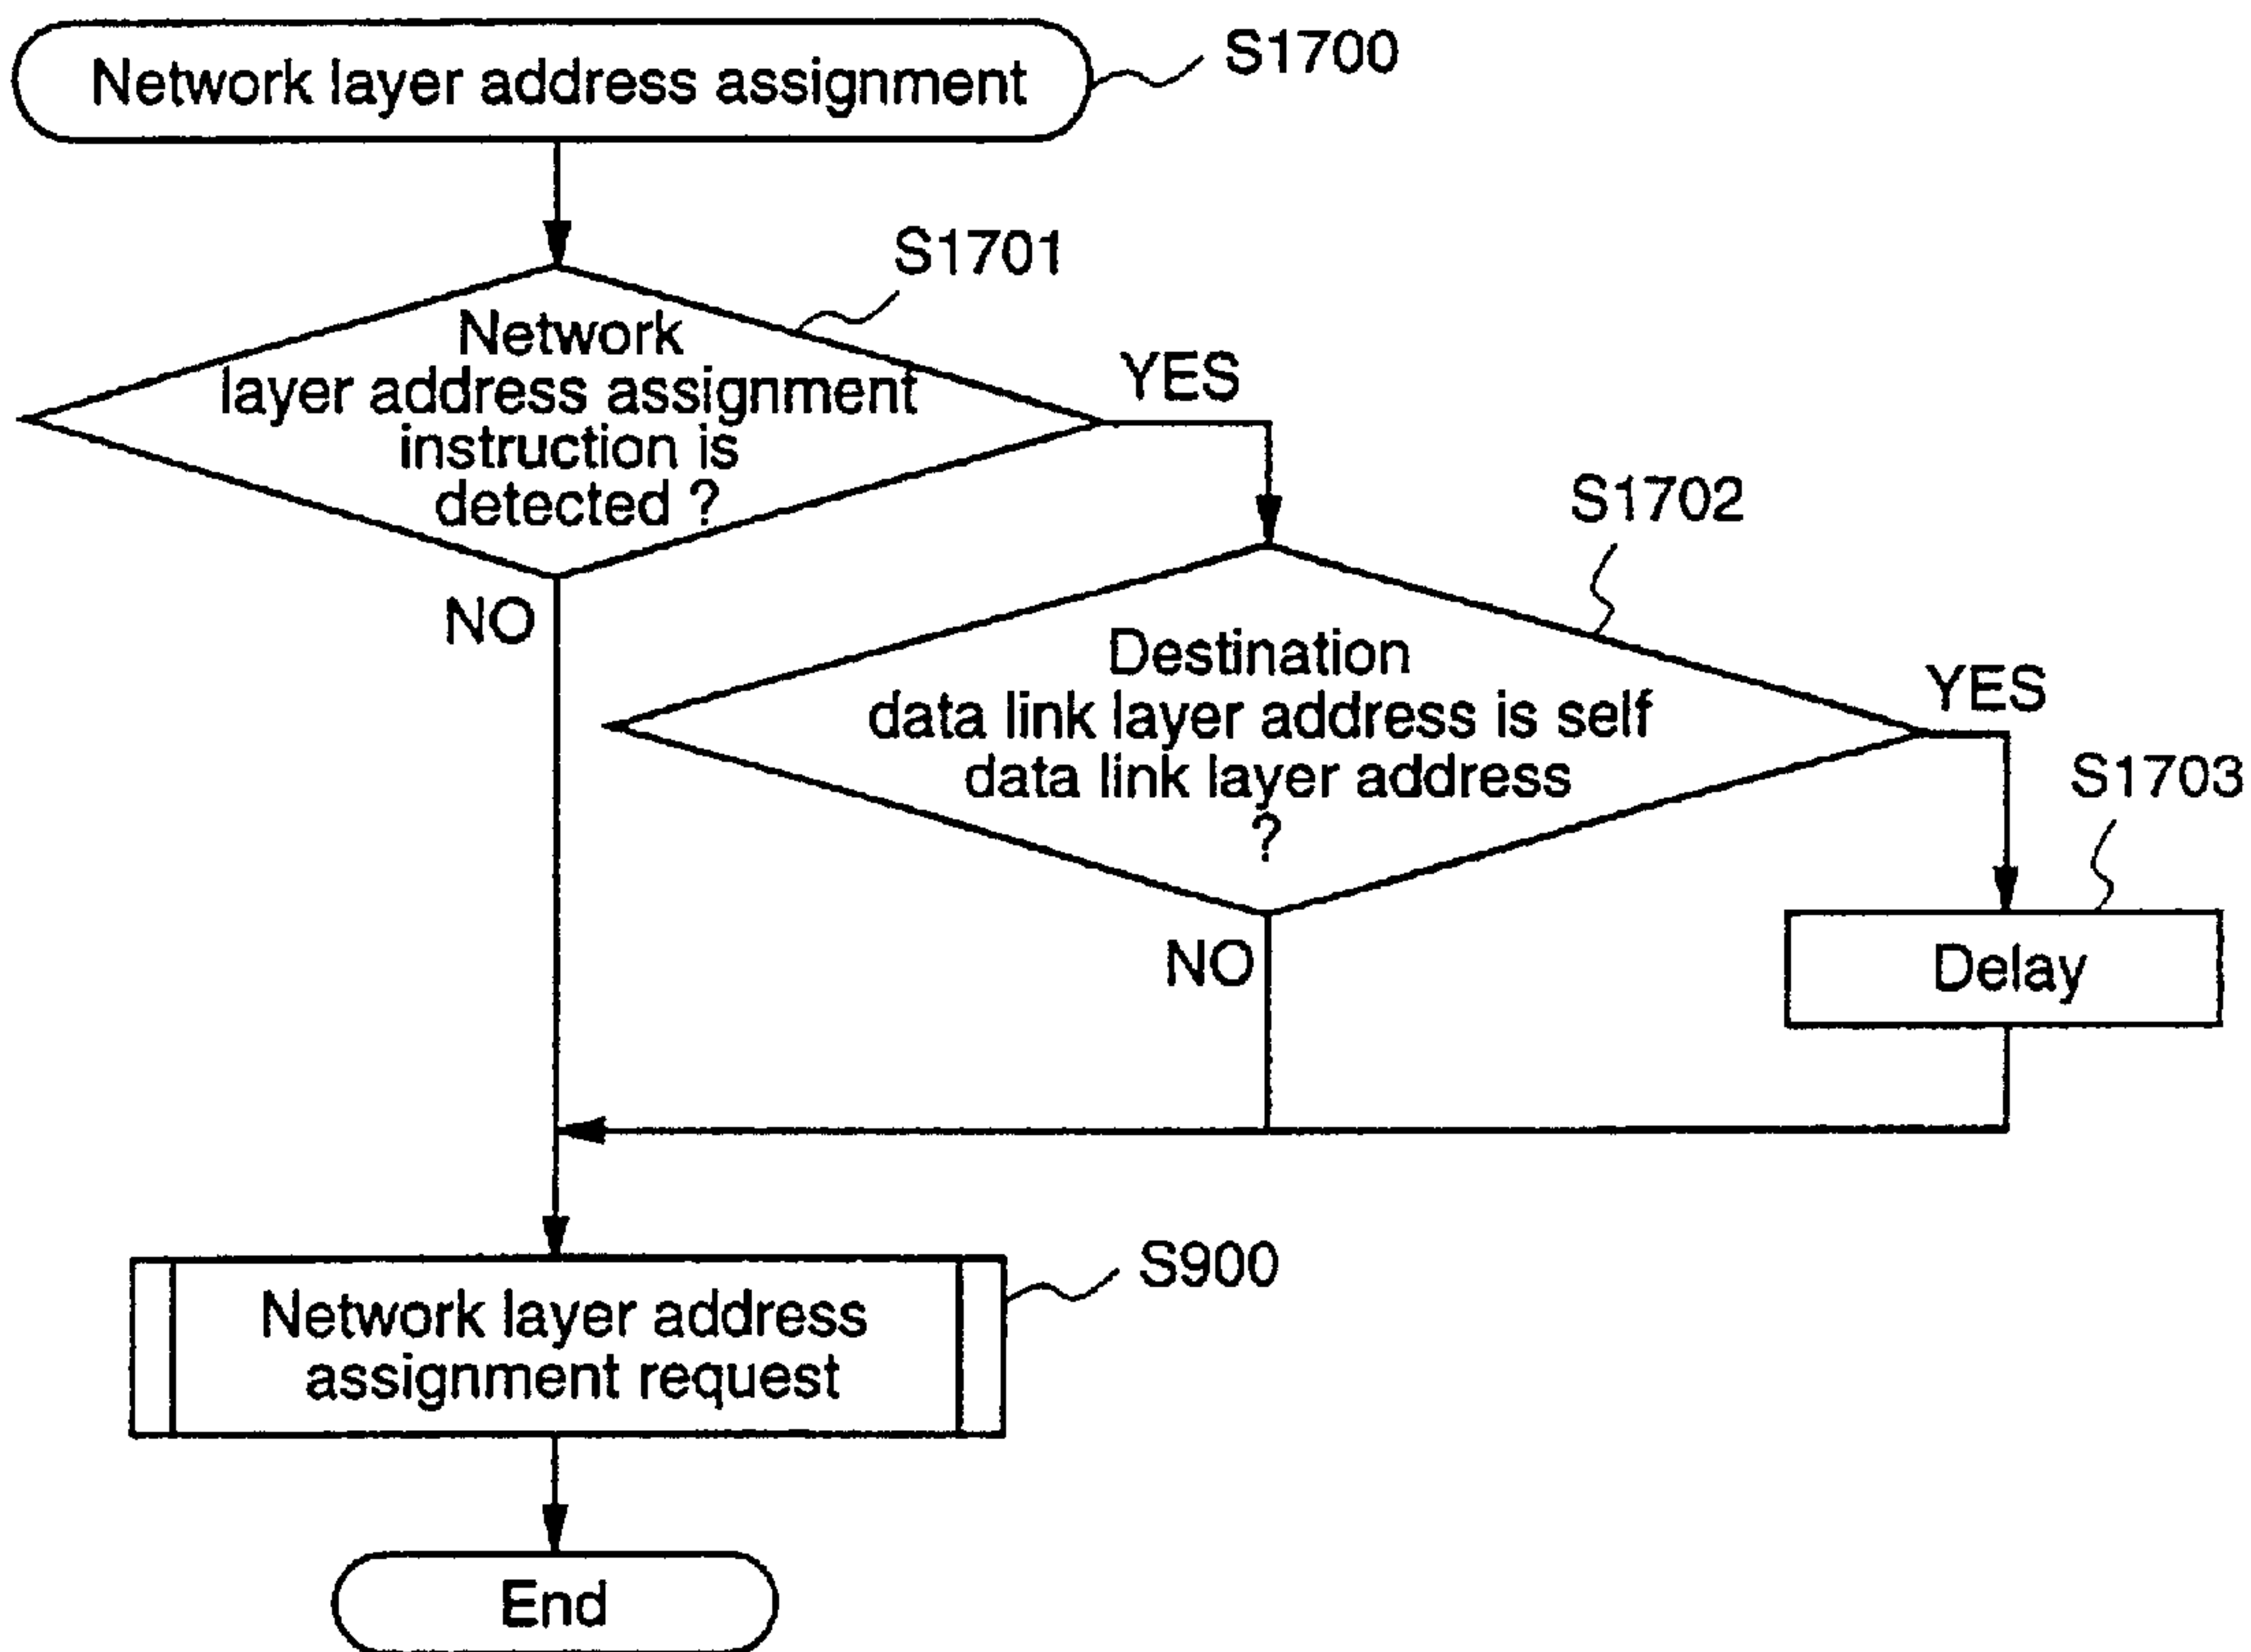 Network layer address assignment
S1700
S1701
Network
layer address assignment
instruction is
detected ?
YES
NO
S1702
Destination
data link layer address is self
data link layer address
?
YES
NO
S1703
Delay
S900
Network layer address
assignment request
End